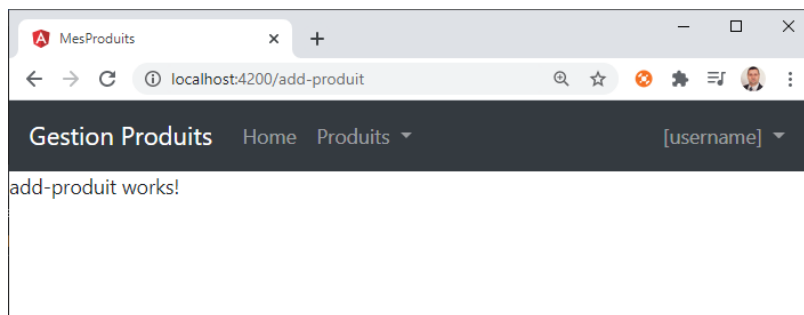 MesProduits
localhost:4200/add-produit
Gestion Produits Home Produits [username]
add-produit works!